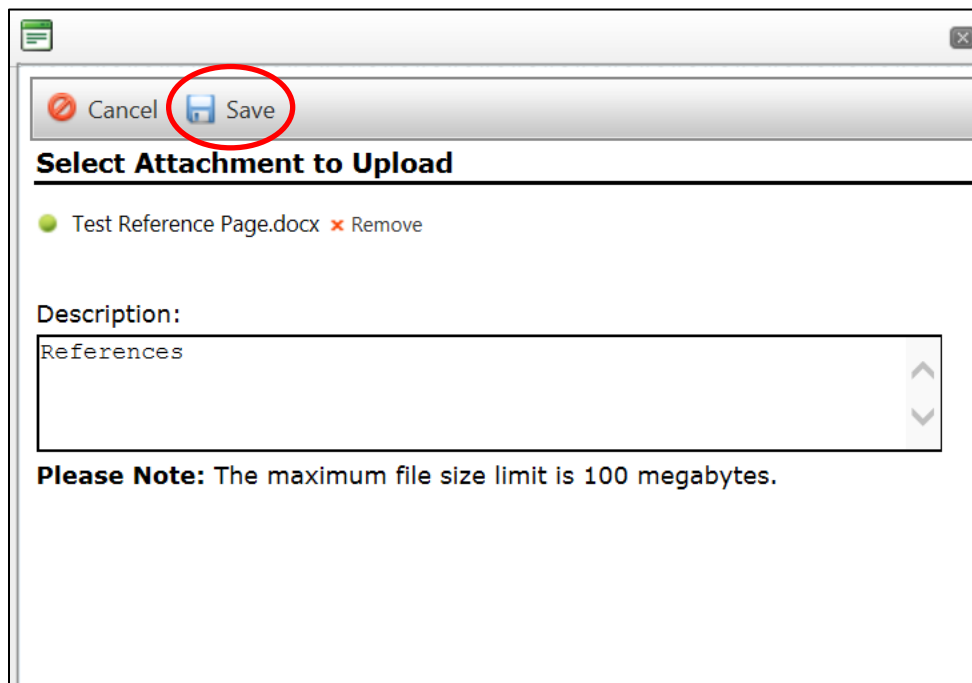 Cancel Save
Select Attachment to Upload
Test Reference Page.docx × Remove
Description:
References
Please Note: The maximum file size limit is 100 megabytes.